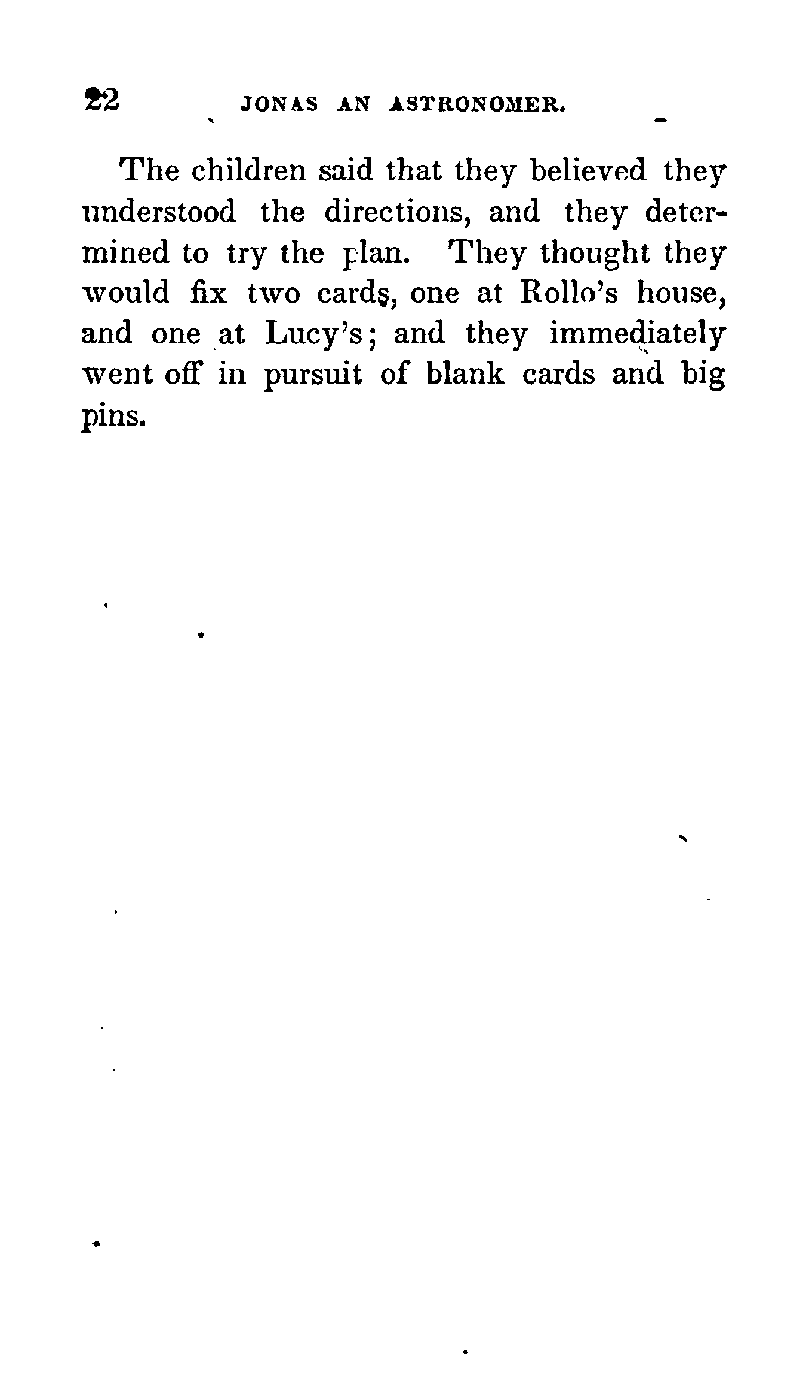 22 JONAS AN ASTRONOMER.
The children said that they believed they
understood the directions, and they deter-
mined to try the plan. They thought they
would fix two cards, one at Rollo's house,
and one at Lucy's; and they immediately
went off in pursuit of blank cards and big
pins.